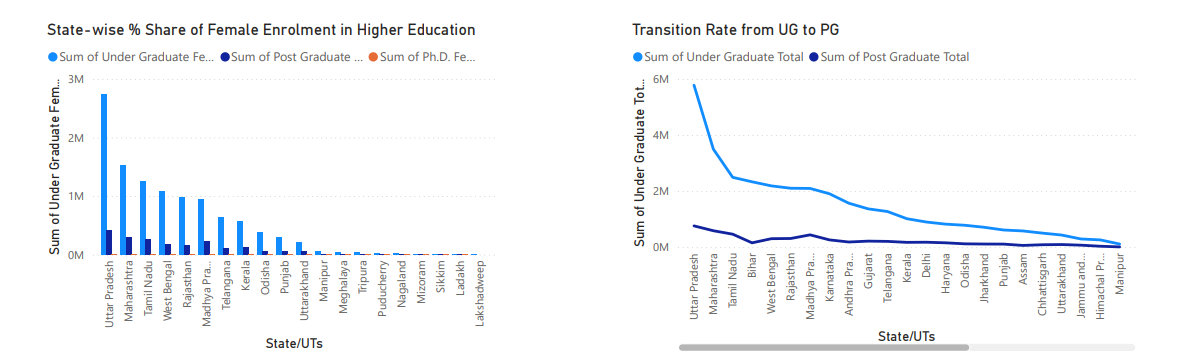 State-wise % Share of Female Enrolment in Higher Education
Sum of Under Graduate Fe... Sum of Post Graduate ... Sum of Ph.D. Fe...
Sum of Under Graduate Fem...
3M
2M
1M
0M
Uttar Pradesh
Maharashtra
Tamil Nadu
West Bengal
Rajasthan
Madhya Pra...
Telangana
Kerala
Odisha
Punjab
Uttarakhand
Manipur
Meghalaya
Tripura
Puducherry
Nagaland
Mizoram
Sikkim
Ladakh
Lakshadweep
State/UTs
Transition Rate from UG to PG
Sum of Under Graduate Total Sum of Post Graduate Total
Sum of Under Graduate Tot...
6M
4M
2M
0M
Uttar Pradesh
Maharashtra
Tamil Nadu
Bihar
West Bengal
Rajasthan
Madhya Pra...
Karnataka
Andhra Pra...
Gujarat
Telangana
Kerala
Delhi
Haryana
Odisha
Jharkhand
Punjab
Assam
Chhattisgarh
Uttarakhand
Jammu and...
Himachal Pr...
Manipur
State/UTs